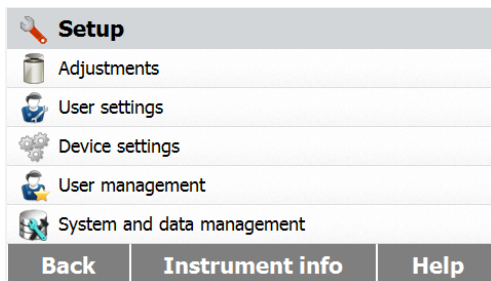 Setup
Adjustments
User settings
Device settings
User management
System and data management
Back Instrument info Help